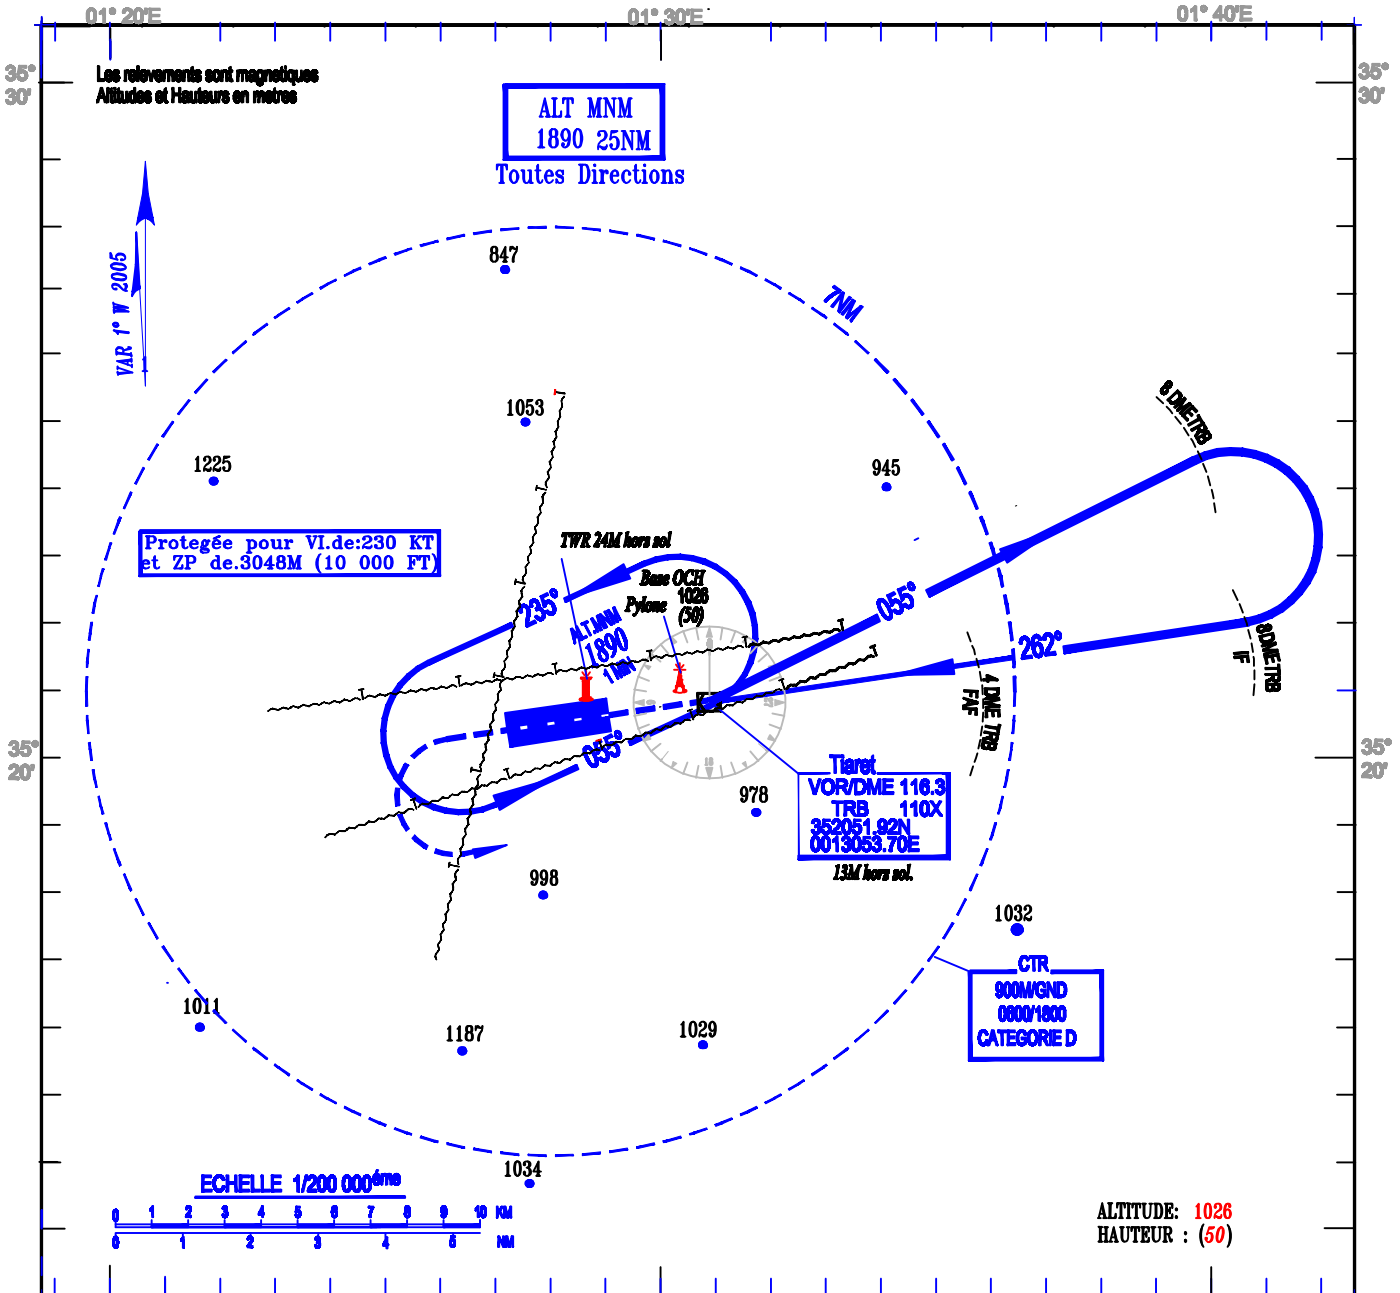 01° 20'E
01° 30'E
01° 40'E
35°
30'
35°
30'
Les relevements sont magnetiques
Altitudes et Hauteurs en metres
ALT MNM
1890 25NM
Toutes Directions
VAR 1° W 2005
847
7NM
1053
1225
945
8 DME TRB
Protegée pour VI.de:230 KT
et ZP de.3048M (10 000 FT)
TWR 24M hors sol
Base OCH
1026
Pylone
(50)
235°
055°
ALT.MNM
1890
1 MIN
262°
8DME TRB
IF
4 DME TRB
FAF
055°
35°
20'
35°
20'
Tiaret
VOR/DME 116.3
TRB 110X
352051.92N
0013053.70E
13M hors sol.
978
998
1032
CTR
900M/GND
0600/1800
CATEGORIE D
1011
1187
1029
1034
ECHELLE 1/200 000éme
0 1 2 3 4 5 6 7 8 9 10 KM
0 1 2 3 4 5 NM
ALTITUDE: 1026
HAUTEUR : (50)